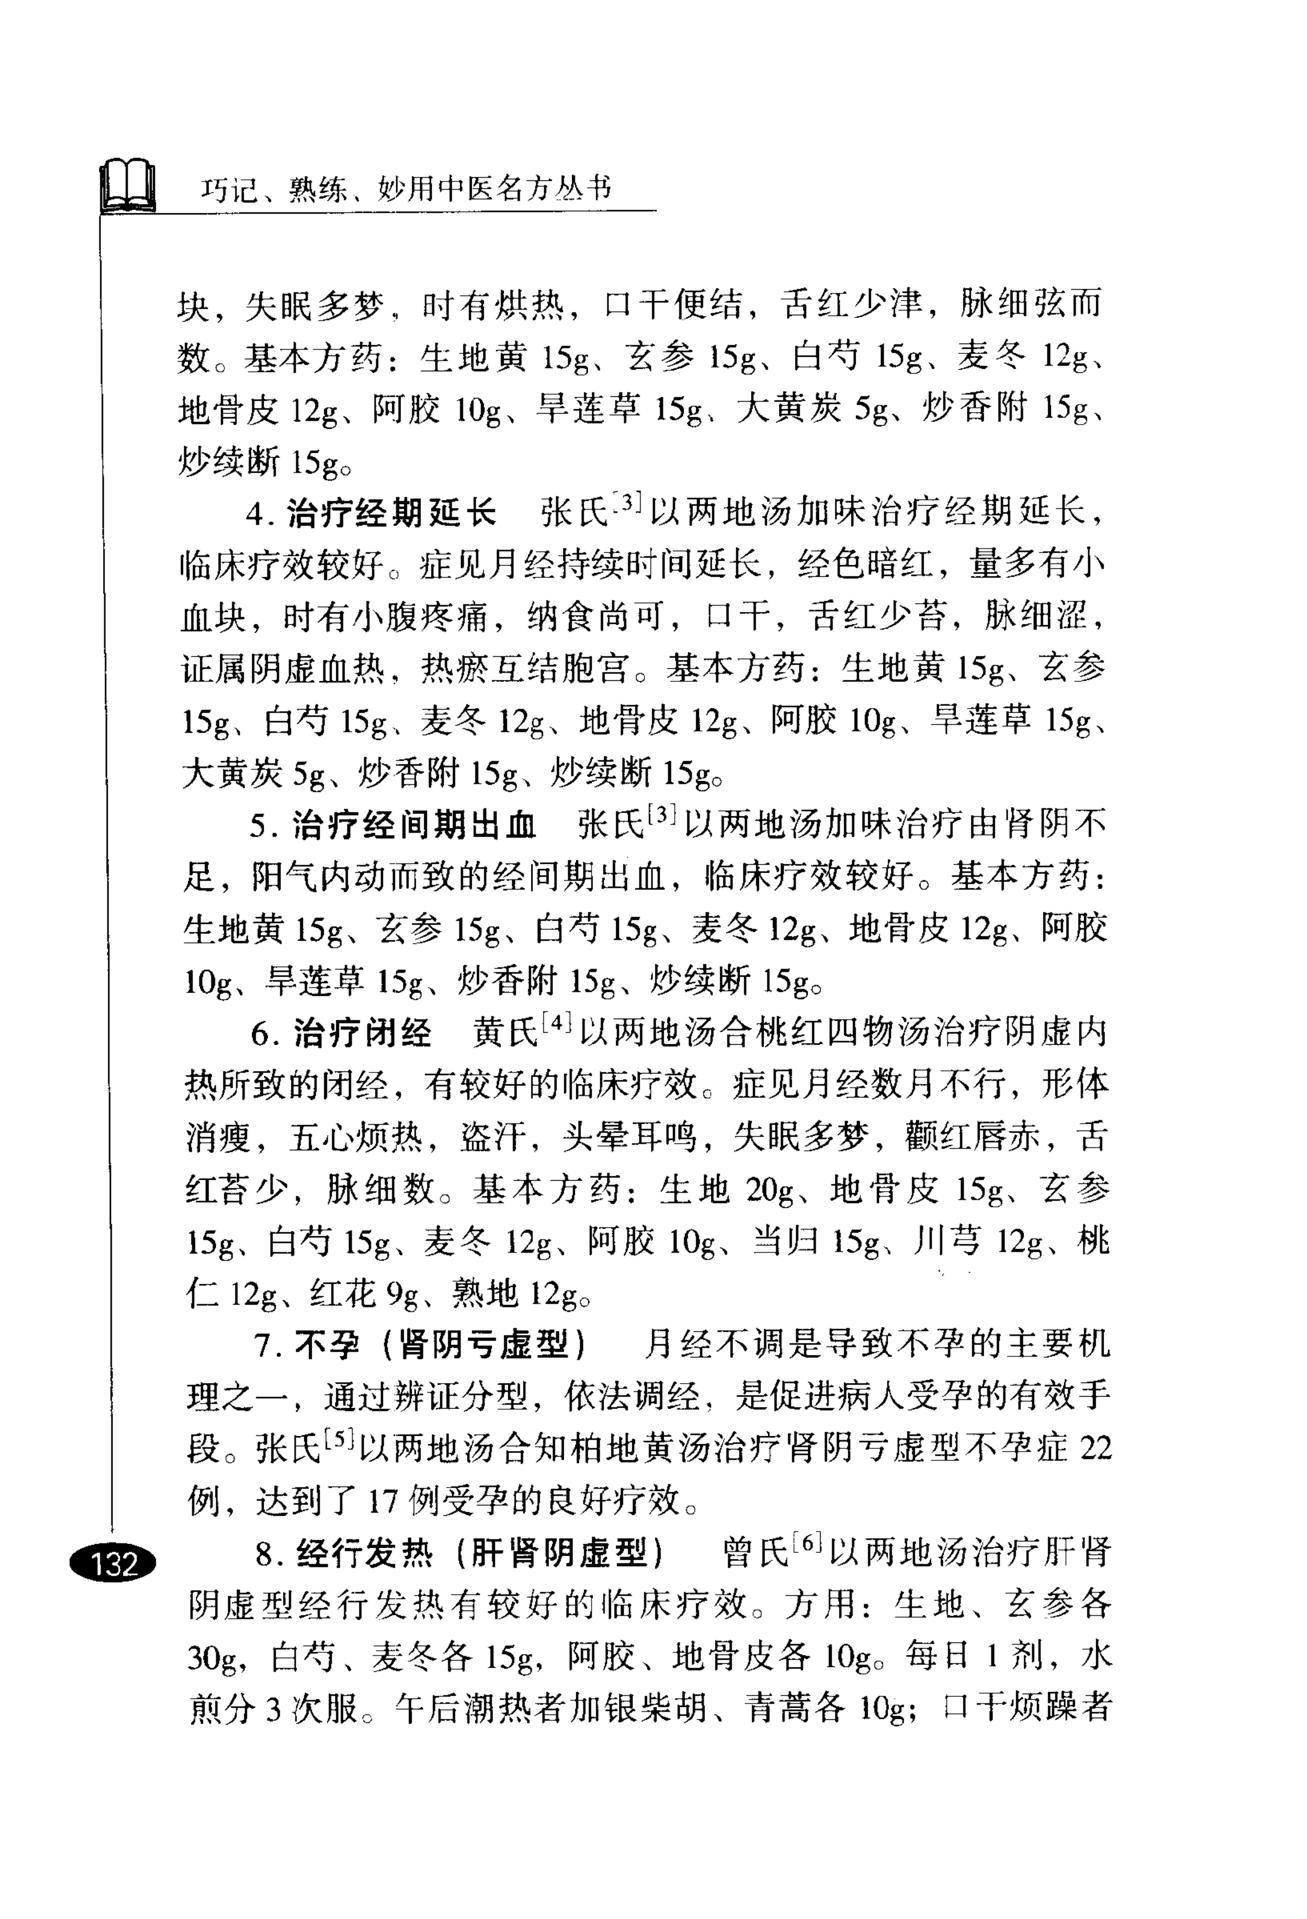 巧记、熟练、妙用中医名方丛书
块，失眠多梦，时有烘热，口干便结，舌红少津，脉细弦而
数。基本方药：生地黄 15g、玄参 15g、白芍 15g、麦冬 12g、
地骨皮 12g、阿胶 10g、旱莲草 15g、大黄炭 5g、炒香附 15g、
炒续断 15g。
4. 治疗经期延长　张氏[3]以两地汤加味治疗经期延长，
临床疗效较好。症见月经持续时间延长，经色暗红，量多有小
血块，时有小腹疼痛，纳食尚可，口干，舌红少苔，脉细涩，
证属阴虚血热，热瘀互结胞宫。基本方药：生地黄 15g、玄参
15g、白芍 15g、麦冬 12g、地骨皮 12g、阿胶 10g、旱莲草 15g、
大黄炭 5g、炒香附 15g、炒续断 15g。
5. 治疗经间期出血　张氏[3]以两地汤加味治疗由肾阴不
足，阳气内动而致的经间期出血，临床疗效较好。基本方药：
生地黄 15g、玄参 15g、白芍 15g、麦冬 12g、地骨皮 12g、阿胶
10g、旱莲草 15g、炒香附 15g、炒续断 15g。
6. 治疗闭经　黄氏[4]以两地汤合桃红四物汤治疗阴虚内
热所致的闭经，有较好的临床疗效。症见月经数月不行，形体
消瘦，五心烦热，盗汗，头晕耳鸣，失眠多梦，颧红唇赤，舌
红苔少，脉细数。基本方药：生地 20g、地骨皮 15g、玄参
15g、白芍 15g、麦冬 12g、阿胶 10g、当归 15g、川芎 12g、桃
仁 12g、红花 9g、熟地 12g。
7. 不孕（肾阴亏虚型）　月经不调是导致不孕的主要机
理之一，通过辨证分型，依法调经，是促进病人受孕的有效手
段。张氏[5]以两地汤合知柏地黄汤治疗肾阴亏虚型不孕症 22
例，达到了 17 例受孕的良好疗效。
8. 经行发热（肝肾阴虚型）　曾氏[6]以两地汤治疗肝肾
阴虚型经行发热有较好的临床疗效。方用：生地、玄参各
30g，白芍、麦冬各 15g，阿胶、地骨皮各 10g。每日 1 剂，水
煎分 3 次服。午后潮热者加银柴胡、青蒿各 10g；口干烦躁者
132